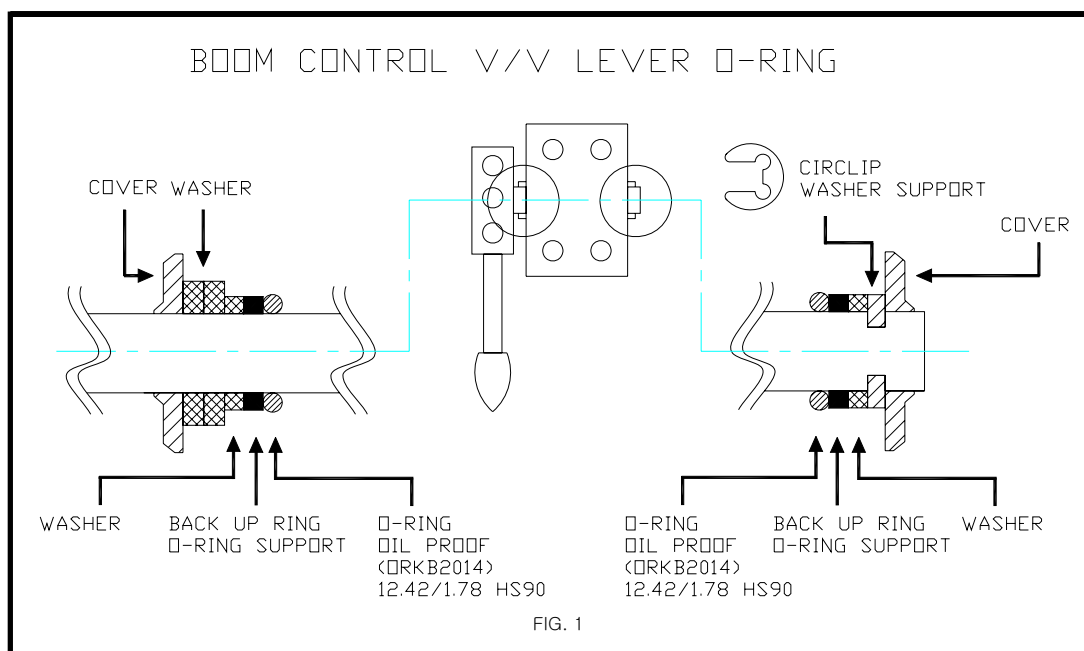 BOOM CONTROL V/V LEVER O-RING
COVER WASHER
CIRCLIP
WASHER SUPPORT
COVER
WASHER
BACK UP RING
O-RING SUPPORT
O-RING
OIL PROOF
(ORKB2014)
12.42/1.78 HS90
O-RING
OIL PROOF
(ORKB2014)
12.42/1.78 HS90
BACK UP RING
O-RING SUPPORT
WASHER
FIG. 1